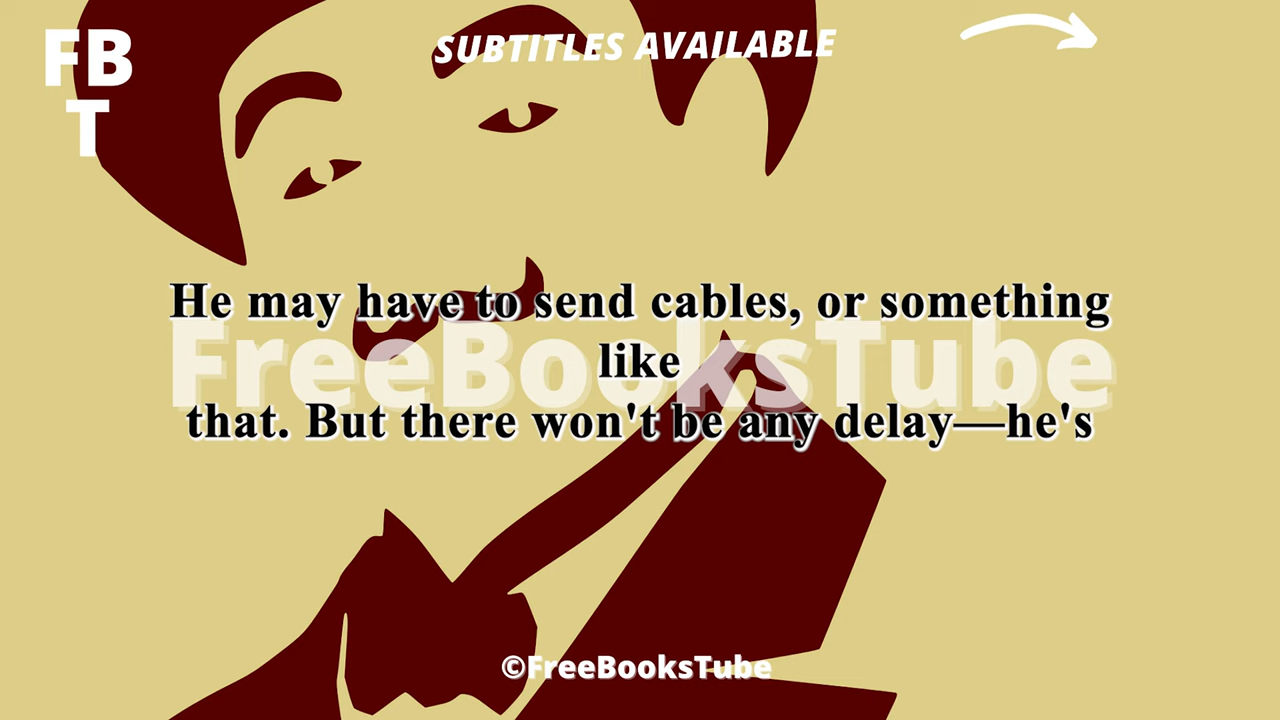 FB
T
SUBTITLES AVAILABLE
He may have to send cables, or something
like
that. But there won't be any delay—he's
FreeBooksTube
©FreeBooksTube